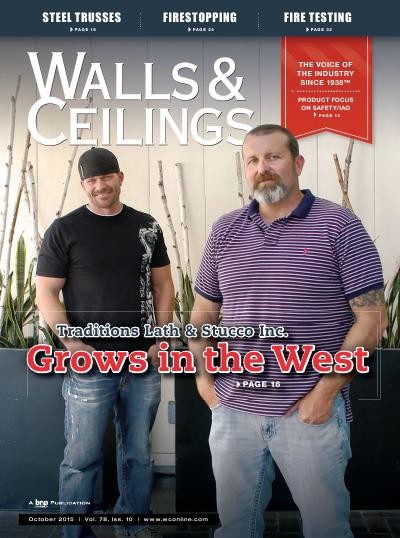 STEEL TRUSSES
PAGE 18
FIRESTOPPING
PAGE 24
FIRE TESTING
PAGE 32
WALLS &
CEILINGS
THE VOICE OF
THE INDUSTRY
SINCE 1938™
PRODUCT FOCUS
ON SAFETY/IAQ
PAGE 14
Traditions Lath & Stucco Inc.
Grows in the West
PAGE 16
A bnp PUBLICATION
October 2015 | Vol. 78, Iss. 10 | www.wconline.com